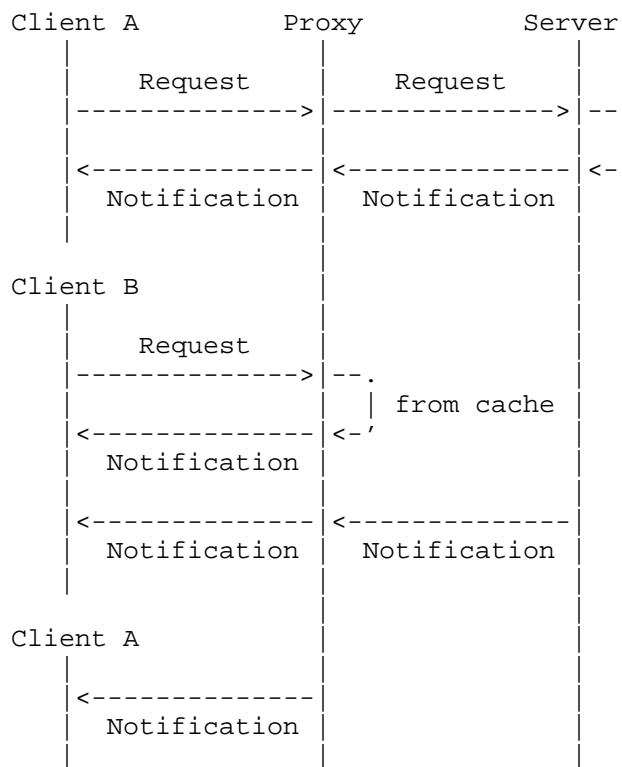 Client A Proxy Server
Request Request
Notification Notification
Client B
Request
from cache
Notification
Notification Notification
Client A
Notification